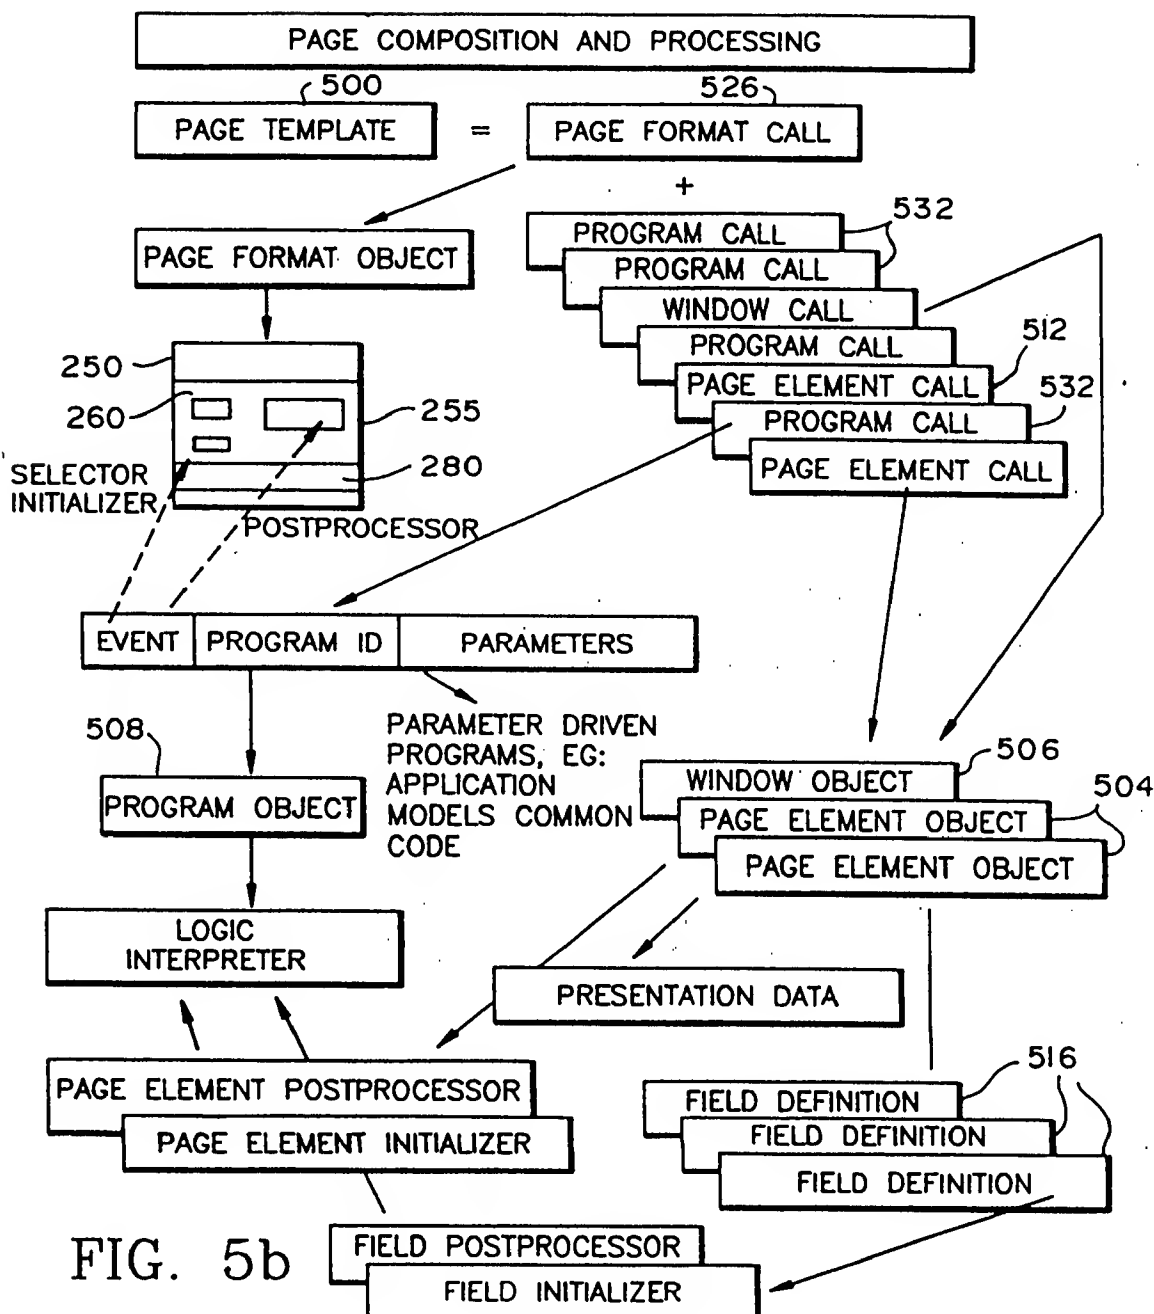 PAGE COMPOSITION AND PROCESSING
500
526
PAGE TEMPLATE
=
PAGE FORMAT CALL
+
532
PROGRAM CALL
PROGRAM CALL
PAGE FORMAT OBJECT
WINDOW CALL
PROGRAM CALL
512
PAGE ELEMENT CALL
532
PROGRAM CALL
PAGE ELEMENT CALL
250
260
255
280
SELECTOR
INITIALIZER
POSTPROCESSOR
EVENT
PROGRAM ID
PARAMETERS
508
PROGRAM OBJECT
PARAMETER DRIVEN
PROGRAMS, EG:
APPLICATION
MODELS COMMON
CODE
506
WINDOW OBJECT
504
PAGE ELEMENT OBJECT
PAGE ELEMENT OBJECT
LOGIC
INTERPRETER
PRESENTATION DATA
PAGE ELEMENT POSTPROCESSOR
PAGE ELEMENT INITIALIZER
516
FIELD DEFINITION
FIELD DEFINITION
FIELD DEFINITION
FIELD POSTPROCESSOR
FIELD INITIALIZER
FIG. 5b